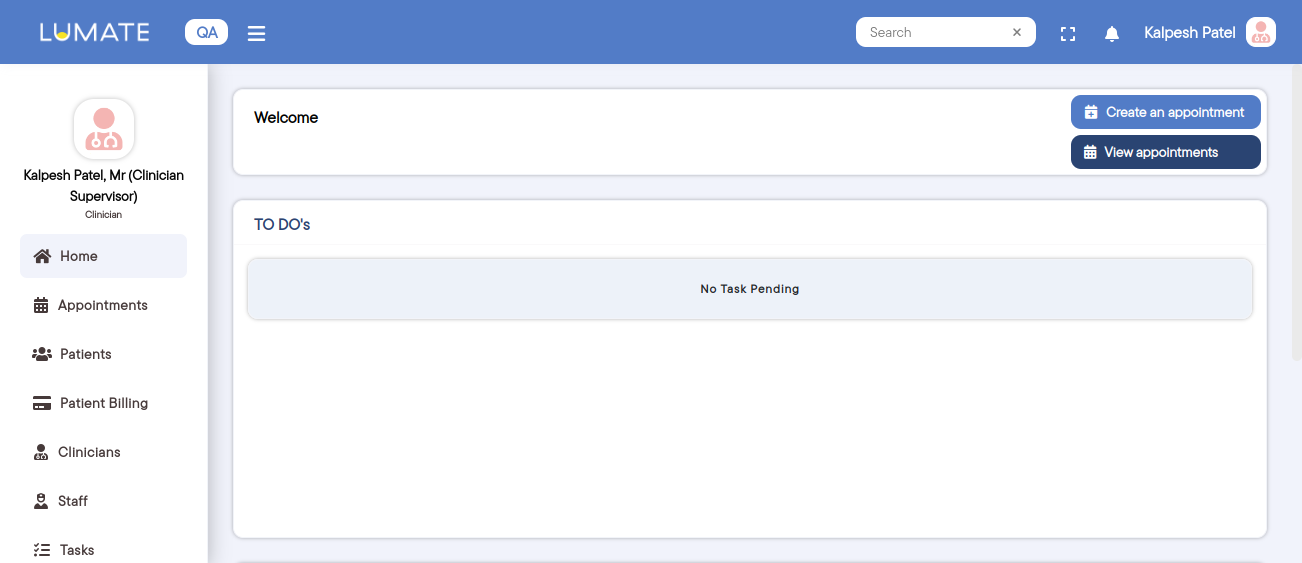 LUMATE
QA
Search
Kalpesh Patel
Kalpesh Patel, Mr (Clinician
Supervisor)
Clinician
Home
Appointments
Patients
Patient Billing
Clinicians
Staff
Tasks
Welcome
Create an appointment
View appointments
TO DO's
No Task Pending